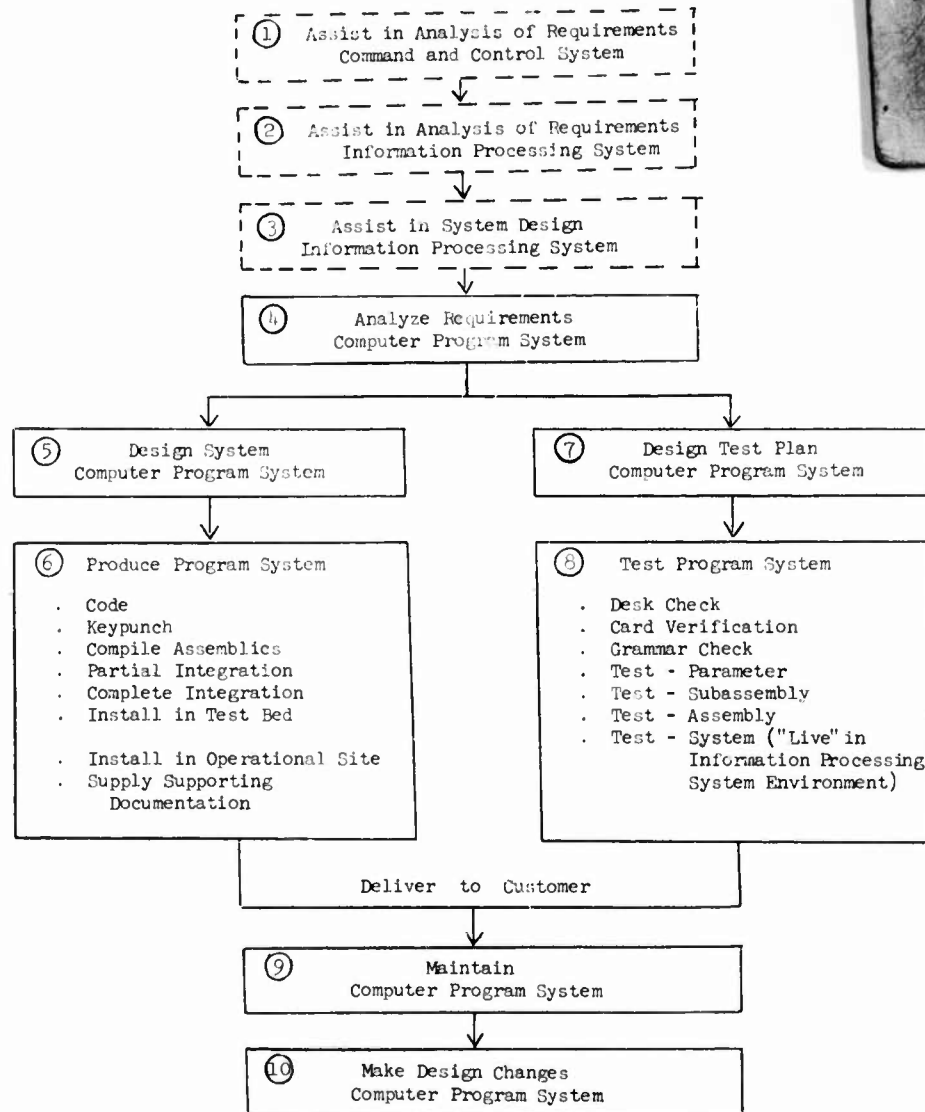 ① Assist in Analysis of Requirements
Command and Control System
② Assist in Analysis of Requirements
Information Processing System
③ Assist in System Design
Information Processing System
④ Analyze Requirements
Computer Program System
⑤ Design System
Computer Program System
⑥ Produce Program System
. Code
. Keypunch
. Compile Assemblics
. Partial Integration
. Complete Integration
. Install in Test Bed
. Install in Operational Site
. Supply Supporting
Documentation
⑦ Design Test Plan
Computer Program System
⑧ Test Program System
. Desk Check
. Card Verification
. Grammar Check
. Test - Parameter
. Test - Subassembly
. Test - Assembly
. Test - System ("Live" in
Information Processing
System Environment)
Deliver to Customer
⑨ Maintain
Computer Program System
⑩ Make Design Changes
Computer Program System